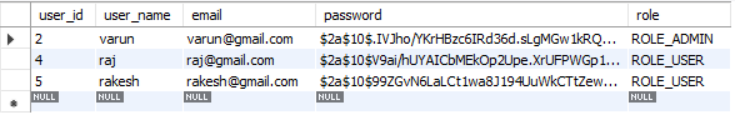 user_id user_name email password role
2 varun varun@gmail.com $2a$10$.IVJho/YKrHBzc6IRd36d.sLgMGw1kRQ... ROLE_ADMIN
4 raj raj@gmail.com $2a$10$V9ai/hUYAICbMEkOp2Upe.XrUFPWGp1... ROLE_USER
5 rakesh rakesh@gmail.com $2a$10$99ZGvN6LaLCt1wa8J194UuWkCTtZew... ROLE_USER
NULL NULL NULL NULL NULL